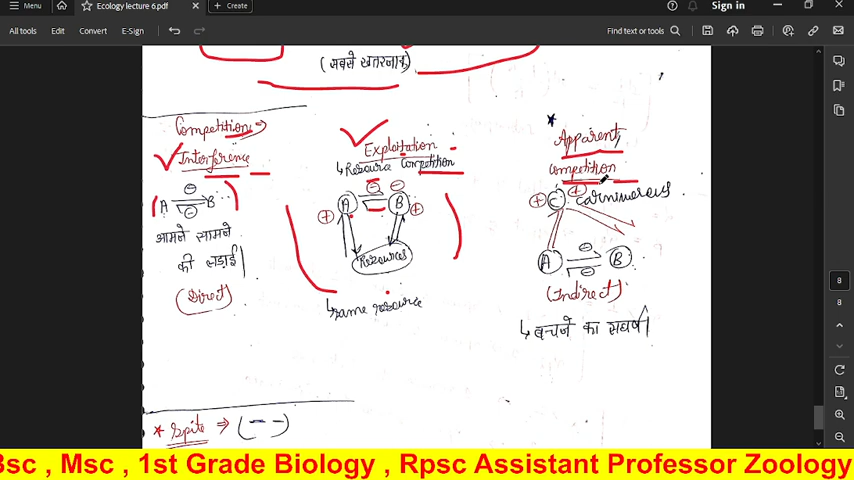 Menu
Ecology lecture 6.pdf
+ Create
Sign in
All tools Edit Convert E-Sign
Find text or tools
(सबसे खतरनाक)
Competition ⇒
Interference
A ⇌ B
⊖
⊖
आमने सामने
की लड़ाई।
(Direct)
Exploitation
↳ Resource Competition
⊖ ⊖
A B
⊕ ⊕
Resources
↳ same resource
*
Apparent
competition
⊕ C ⊕ carnivorous
A ⊖ B
⊖
(Indirect)
↳ बचने का संघर्ष।
* Spite ⇒ (− −)
8
8
Bsc , Msc , 1st Grade Biology , Rpsc Assistant Professor Zoology